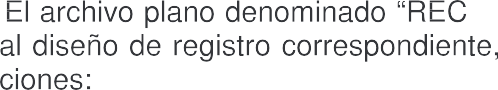 El archivo plano denominado “REC
al diseño de registro correspondiente,
ciones: